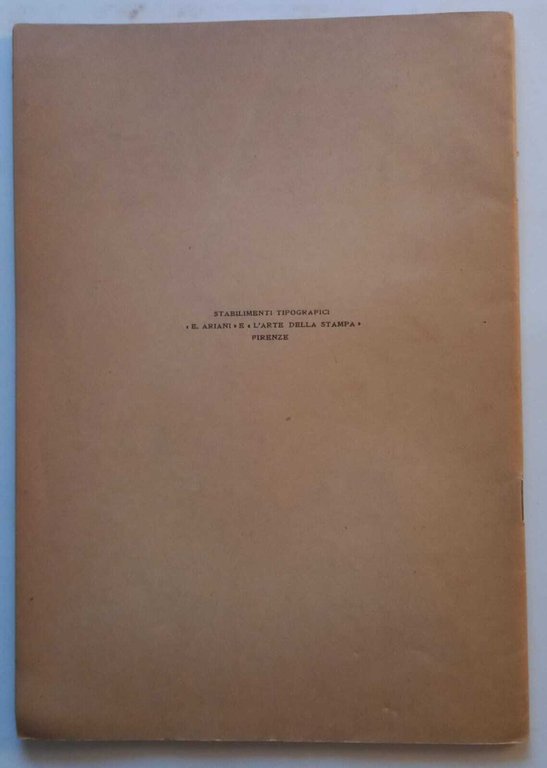 STABILIMENTI TIPOGRAFICI
« E. ARIANI » E « L'ARTE DELLA STAMPA »
FIRENZE